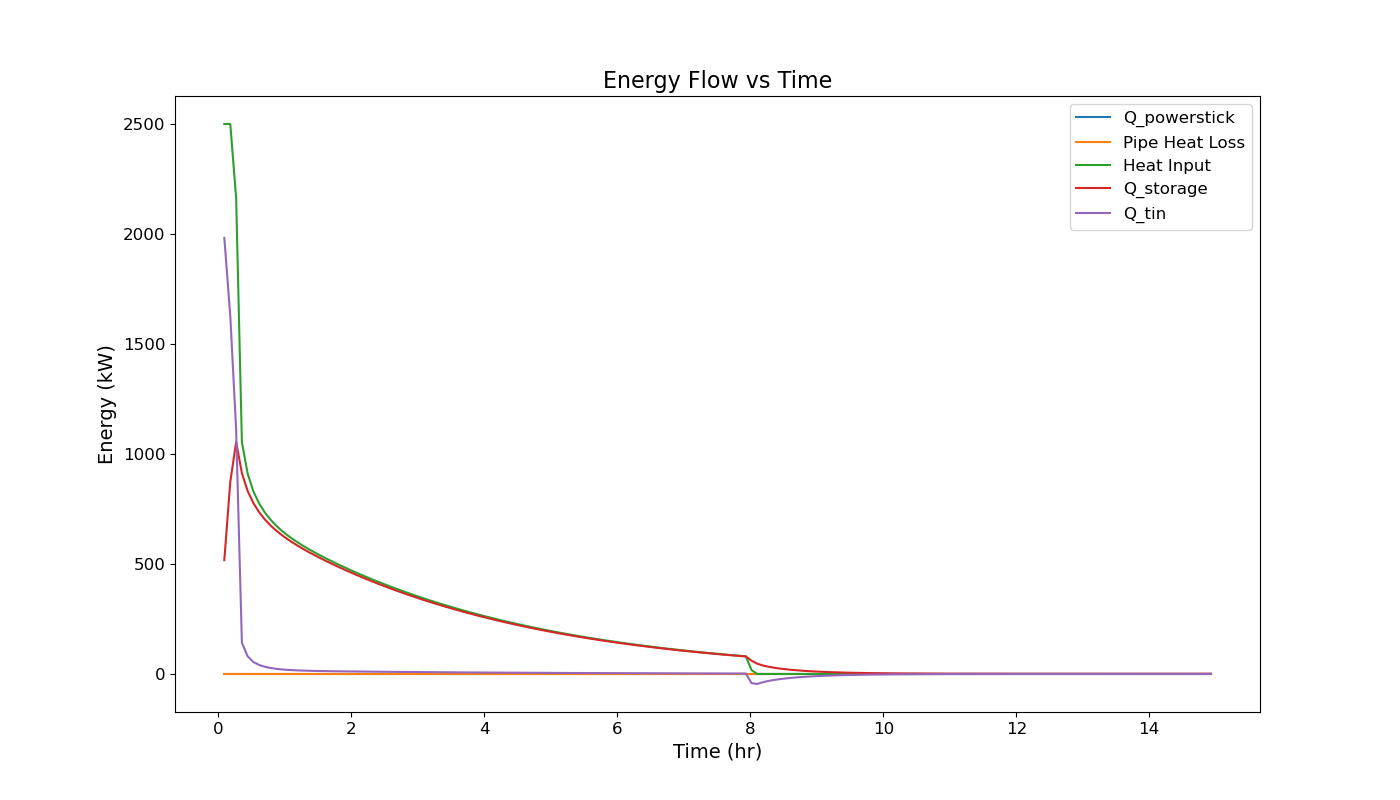 Energy Flow vs Time
Q_powerstick
Pipe Heat Loss
Heat Input
Q_storage
Q_tin
Energy (kW)
2500
2000
1500
1000
500
0
0 2 4 6 8 10 12 14
Time (hr)